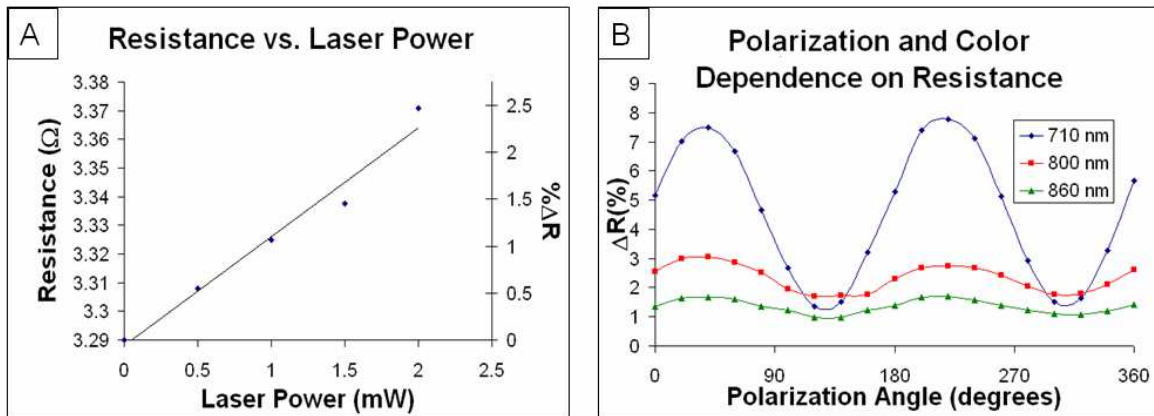 A
Resistance vs. Laser Power
3.38
3.37
3.36
3.35
3.34
3.33
3.32
3.31
3.3
3.29
Resistance (Ω)
2.5
2
1.5
1
0.5
0
%ΔR
0
0.5
1
1.5
2
2.5
Laser Power (mW)
B
Polarization and Color
Dependence on Resistance
9
8
7
6
5
4
3
2
1
0
ΔR(%)
710 nm
800 nm
860 nm
0
90
180
270
360
Polarization Angle (degrees)